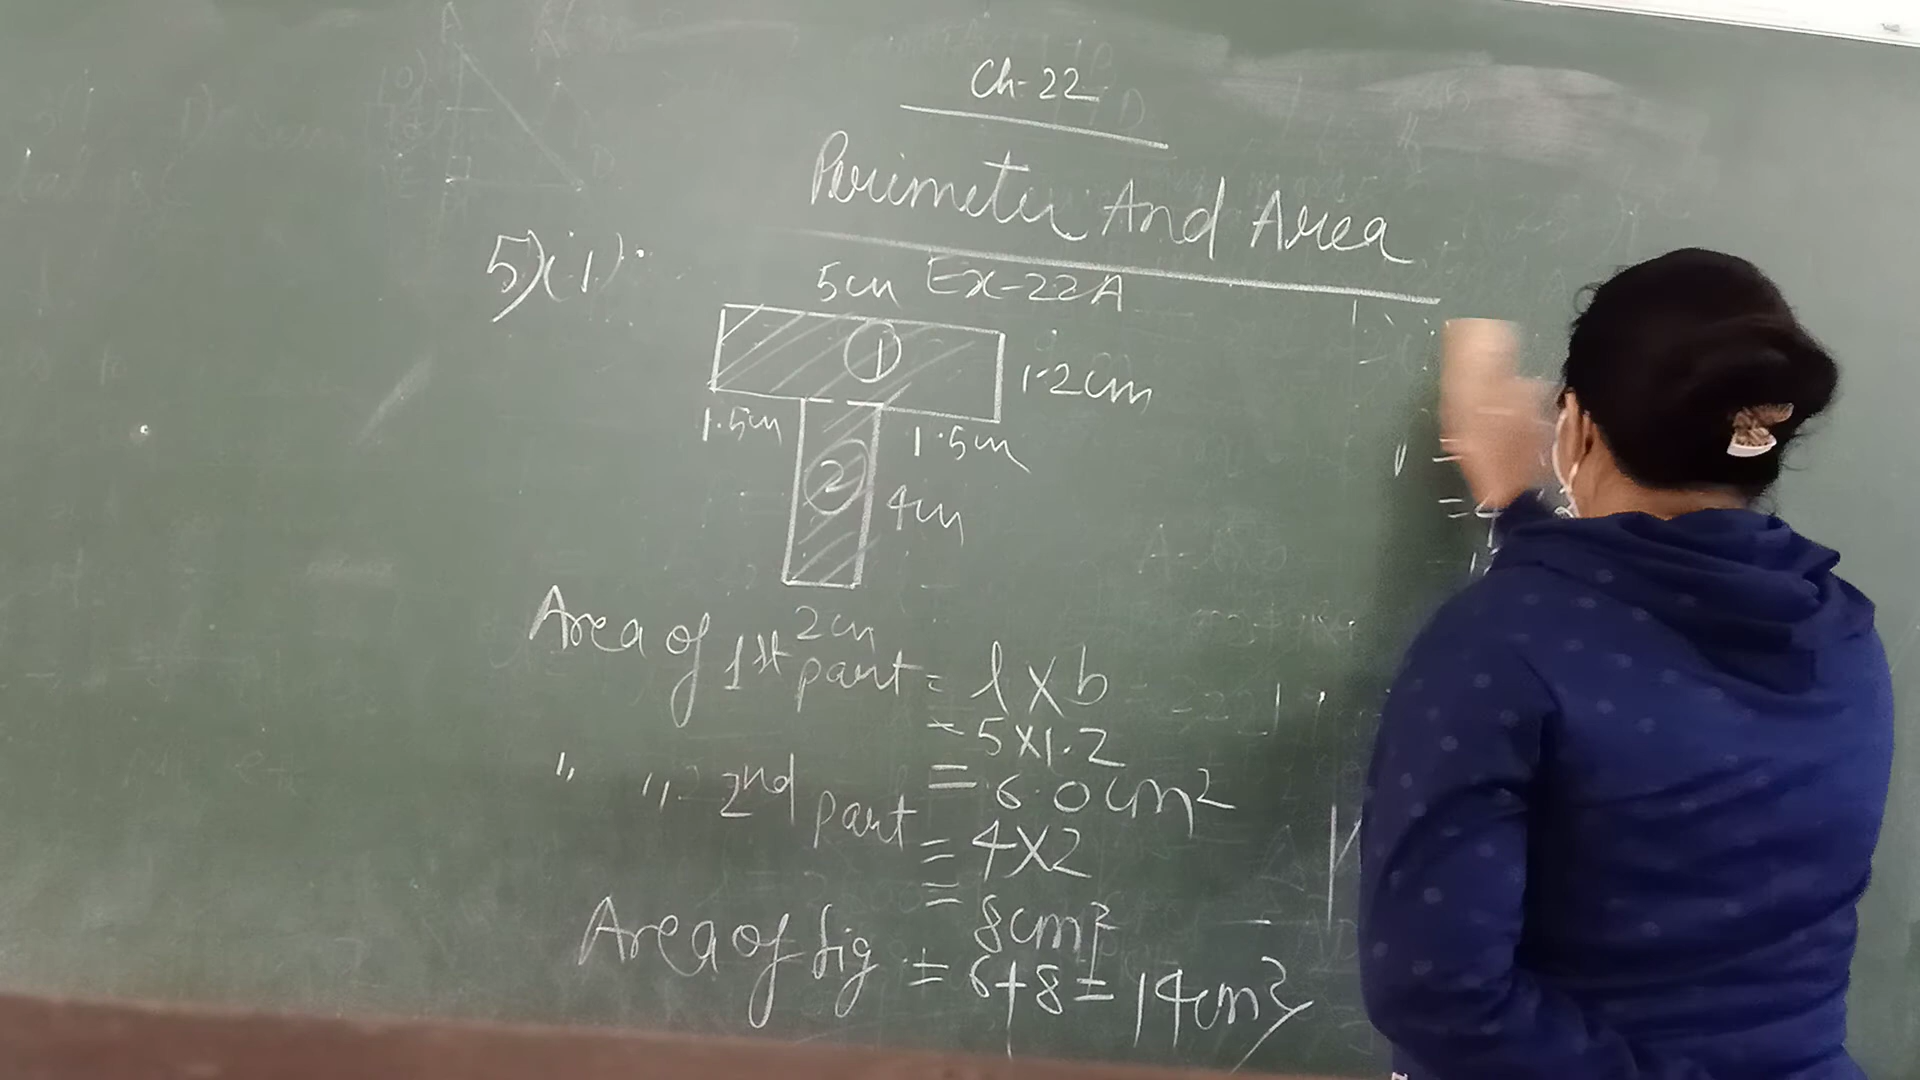 Ch-22
Perimeter And Area
Ex-22A
5)(i)
5cm
1
1.2cm
1.5cm
1.5cm
2
4cm
2cm
Area of 1st part = l x b
= 5x1.2
= 6.0cm²
" " 2nd part = 4x2
= 8cm²
Area of fig = 6+8 = 14cm²